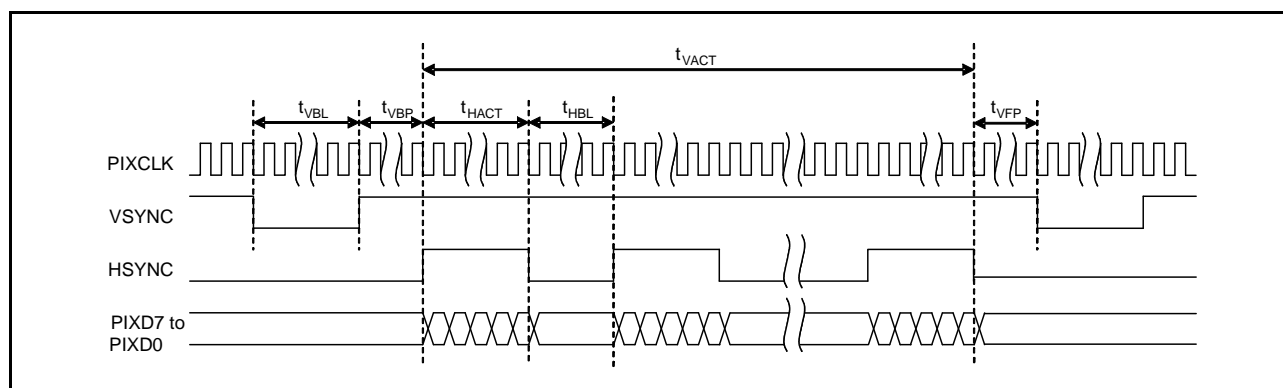 tVACT
tVBL tVBP tHACT tHBL tVFP
PIXCLK
VSYNC
HSYNC
PIXD7 to
PIXD0